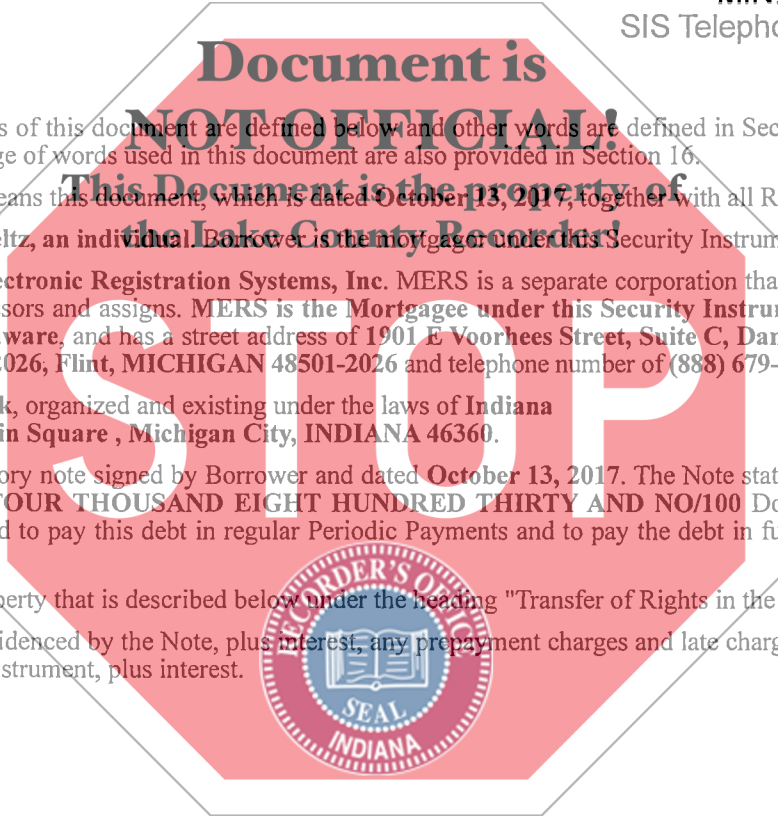 SIS Telepho
Document is
NOT OFFICIAL!
s of this document are defined below and other words are defined in Sec
ge of words used in this document are also provided in Section 16.
This Document is the property of
eans this document, which is dated October 13, 2017, together with all R
the Lake County Recorder!
ltz, an individual. Borrower is the mortgagor under this Security Instrum
ectronic Registration Systems, Inc. MERS is a separate corporation tha
sors and assigns. MERS is the Mortgagee under this Security Instru
ware, and has a street address of 1901 E Voorhees Street, Suite C, Dan
026, Flint, MICHIGAN 48501-2026 and telephone number of (888) 679-
STOP
k, organized and existing under the laws of Indiana
in Square , Michigan City, INDIANA 46360.
ory note signed by Borrower and dated October 13, 2017. The Note stat
OUR THOUSAND EIGHT HUNDRED THIRTY AND NO/100 Do
d to pay this debt in regular Periodic Payments and to pay the debt in fu
perty that is described below under the heading "Transfer of Rights in the
idenced by the Note, plus interest, any prepayment charges and late charg
strument, plus interest.
RECORDER'S OFFICE
SEAL
INDIANA